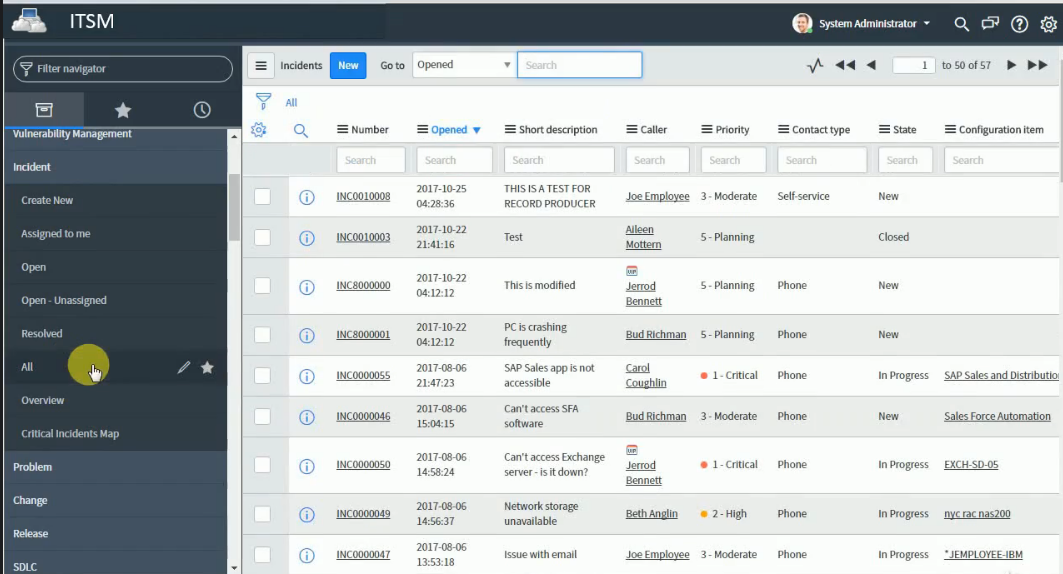 ITSM
System Administrator
Filter navigator
Vulnerability Management
Incident
Create New
Assigned to me
Open
Open - Unassigned
Resolved
All
Overview
Critical Incidents Map
Problem
Change
Release
SDLC
Incidents New Go to Opened Search 1 to 50 of 57
All
Number Opened Short description Caller Priority Contact type State Configuration item
Search Search Search Search Search Search Search Search
INC0010008 2017-10-25 04:28:36 THIS IS A TEST FOR RECORD PRODUCER Joe Employee 3 - Moderate Self-service New
INC0010003 2017-10-22 21:41:16 Test Aileen Mottern 5 - Planning Closed
INC8000000 2017-10-22 04:12:12 This is modified VIP Jerrod Bennett 5 - Planning Phone New
INC8000001 2017-10-22 04:12:12 PC is crashing frequently Bud Richman 5 - Planning Phone New
INC0000055 2017-08-06 21:47:23 SAP Sales app is not accessible Carol Coughlin 1 - Critical Phone In Progress SAP Sales and Distributio
INC0000046 2017-08-06 15:04:15 Can't access SFA software Bud Richman 3 - Moderate Phone New Sales Force Automation
INC0000050 2017-08-06 14:58:24 Can't access Exchange server - is it down? VIP Jerrod Bennett 1 - Critical Phone In Progress EXCH-SD-05
INC0000049 2017-08-06 14:56:37 Network storage unavailable Beth Anglin 2 - High Phone In Progress nyc rac nas200
INC0000047 2017-08-06 13:53:18 Issue with email Joe Employee 3 - Moderate Phone In Progress *JEMPLOYEE-IBM